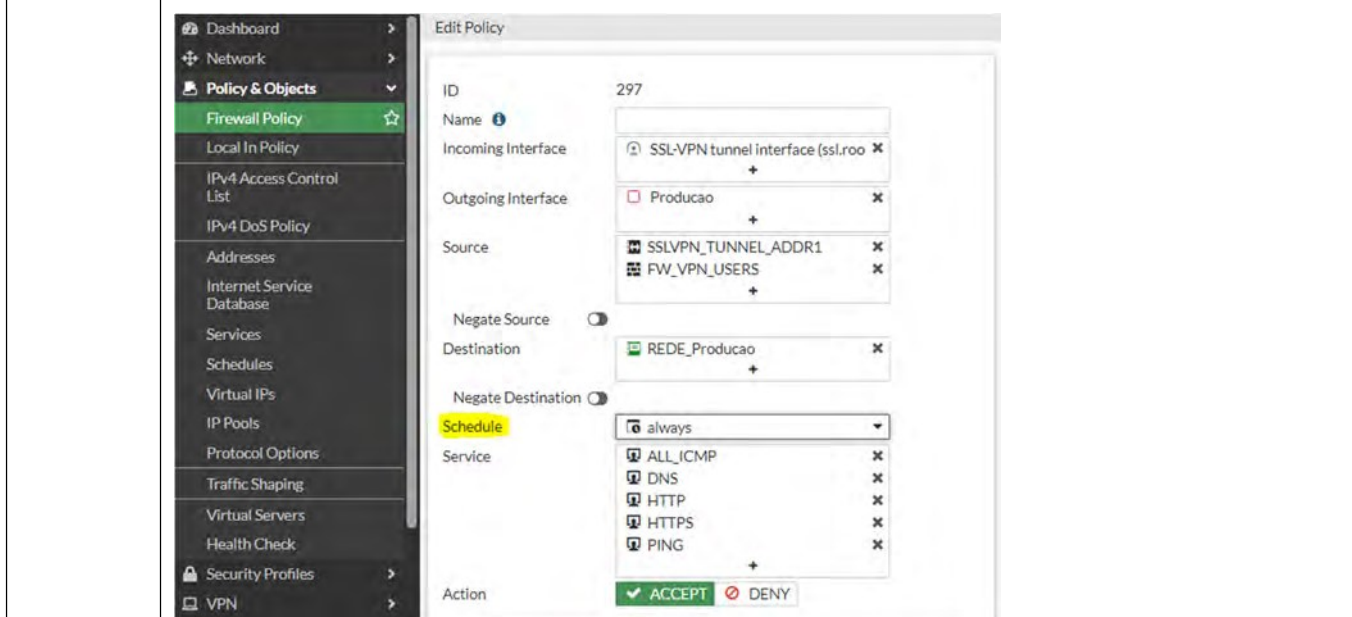 Dashboard
Network
Policy & Objects
Firewall Policy
Local In Policy
IPv4 Access Control
List
IPv4 DoS Policy
Addresses
Internet Service
Database
Services
Schedules
Virtual IPs
IP Pools
Protocol Options
Traffic Shaping
Virtual Servers
Health Check
Security Profiles
VPN
Edit Policy
ID 297
Name
Incoming Interface SSL-VPN tunnel interface (ssl.roo
Outgoing Interface Producao
Source SSLVPN_TUNNEL_ADDR1
FW_VPN_USERS
Negate Source
Destination REDE_Producao
Negate Destination
Schedule always
Service ALL_ICMP
DNS
HTTP
HTTPS
PING
Action ACCEPT DENY